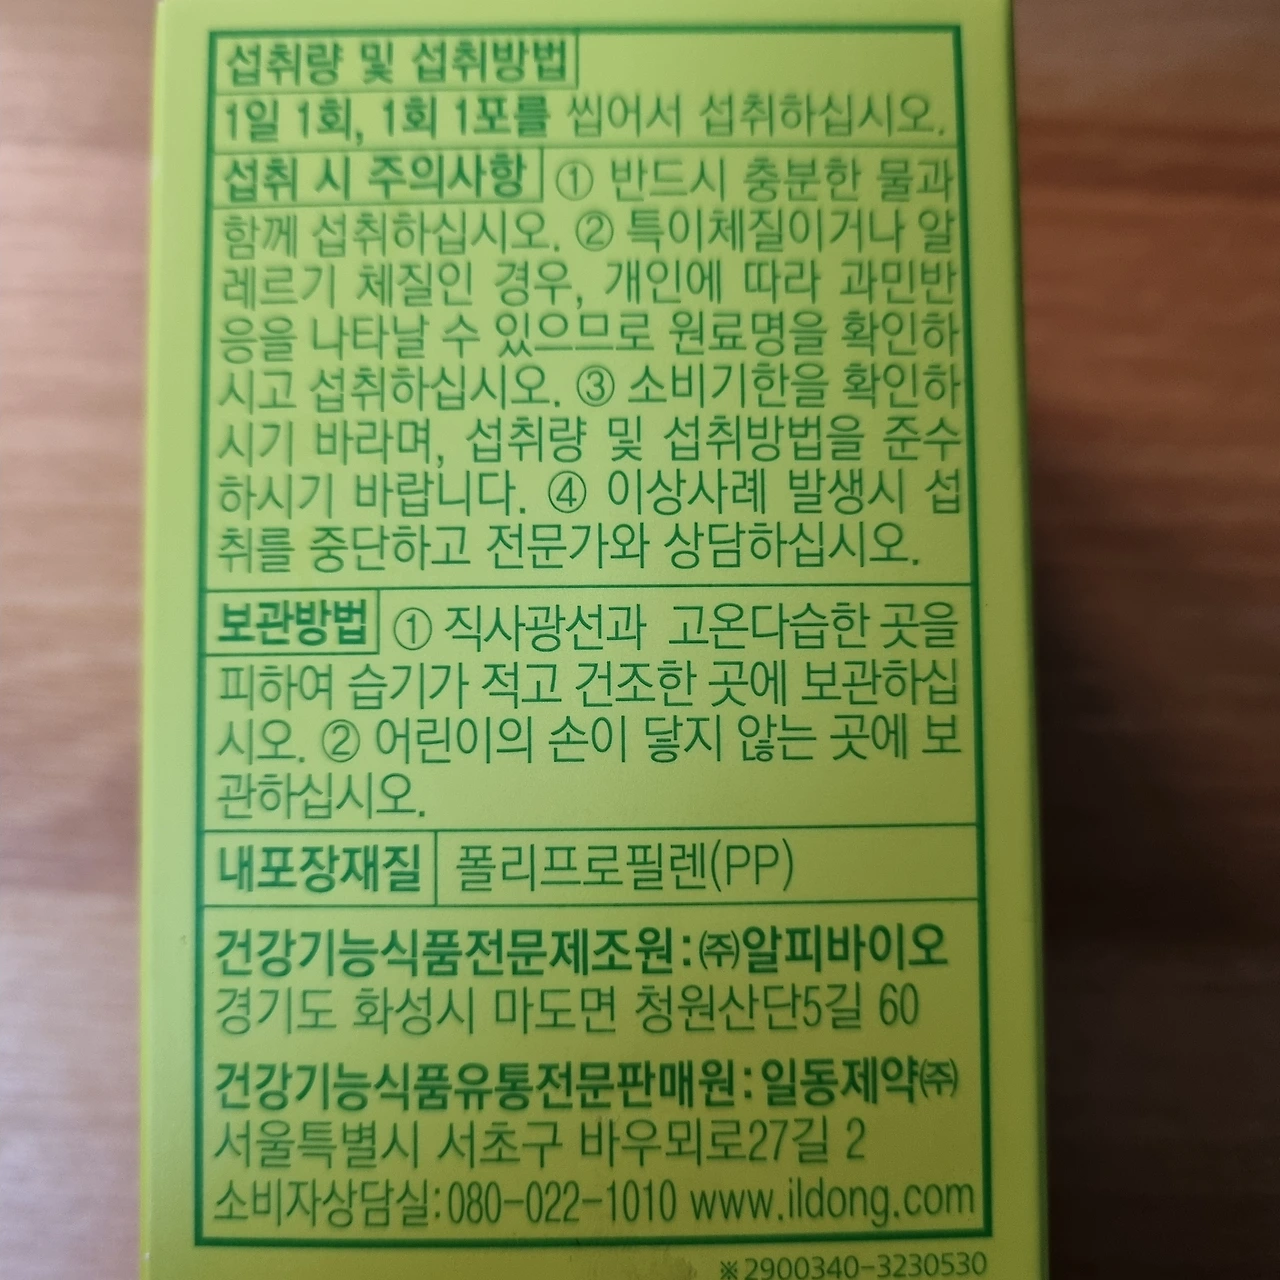 섭취량 및 섭취방법
1일 1회, 1회 1포를 씹어서 섭취하십시오.
섭취 시 주의사항 ① 반드시 충분한 물과
함께 섭취하십시오. ② 특이체질이거나 알
레르기 체질인 경우, 개인에 따라 과민반
응을 나타날 수 있으므로 원료명을 확인하
시고 섭취하십시오. ③ 소비기한을 확인하
시기 바라며, 섭취량 및 섭취방법을 준수
하시기 바랍니다. ④ 이상사례 발생시 섭
취를 중단하고 전문가와 상담하십시오.
보관방법 ① 직사광선과 고온다습한 곳을
피하여 습기가 적고 건조한 곳에 보관하십
시오. ② 어린이의 손이 닿지 않는 곳에 보
관하십시오.
내포장재질 폴리프로필렌(PP)
건강기능식품전문제조원:㈜알피바이오
경기도 화성시 마도면 청원산단5길 60
건강기능식품유통전문판매원:일동제약㈜
서울특별시 서초구 바우뫼로27길 2
소비자상담실:080-022-1010 www.ildong.com
※2900340-3230530